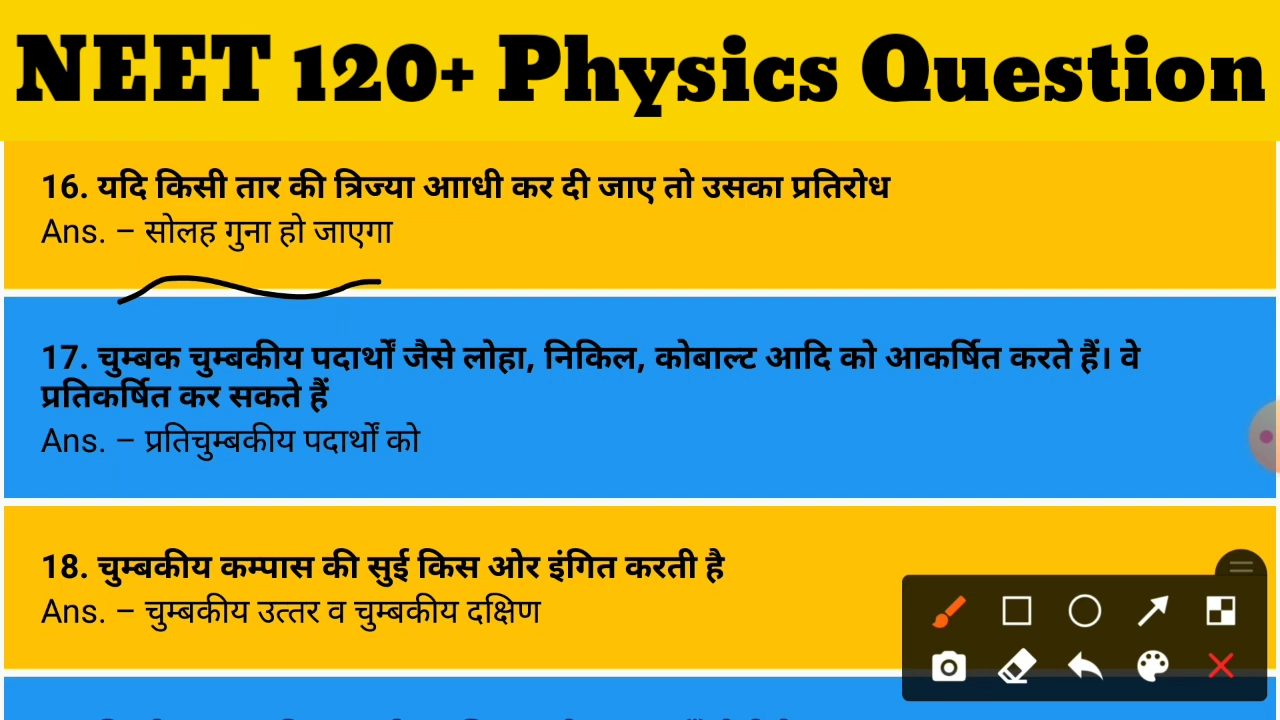 NEET 120+ Physics Question
16. यदि किसी तार की त्रिज्या आाधी कर दी जाए तो उसका प्रतिरोध
Ans. – सोलह गुना हो जाएगा
17. चुम्बक चुम्बकीय पदार्थों जैसे लोहा, निकिल, कोबाल्ट आदि को आकर्षित करते हैं। वे
प्रतिकर्षित कर सकते हैं
Ans. – प्रतिचुम्बकीय पदार्थों को
18. चुम्बकीय कम्पास की सुई किस ओर इंगित करती है
Ans. – चुम्बकीय उत्तर व चुम्बकीय दक्षिण